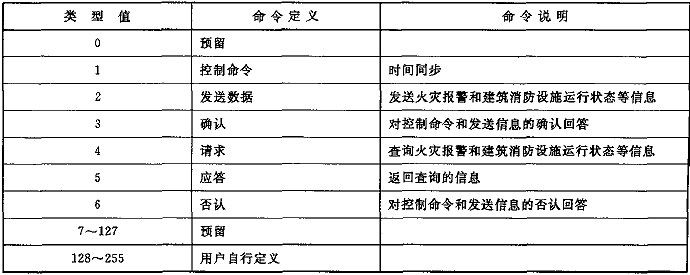 类型值 命令定义 命令说明
0 预留
1 控制命令 时间同步
2 发送数据 发送火灾报警和建筑消防设施运行状态等信息
3 确认 对控制命令和发送信息的确认回答
4 请求 查询火灾报警和建筑消防设施运行状态等信息
5 应答 返回查询的信息
6 否认 对控制命令和发送信息的否认回答
7～127 预留
128～255 用户自行定义